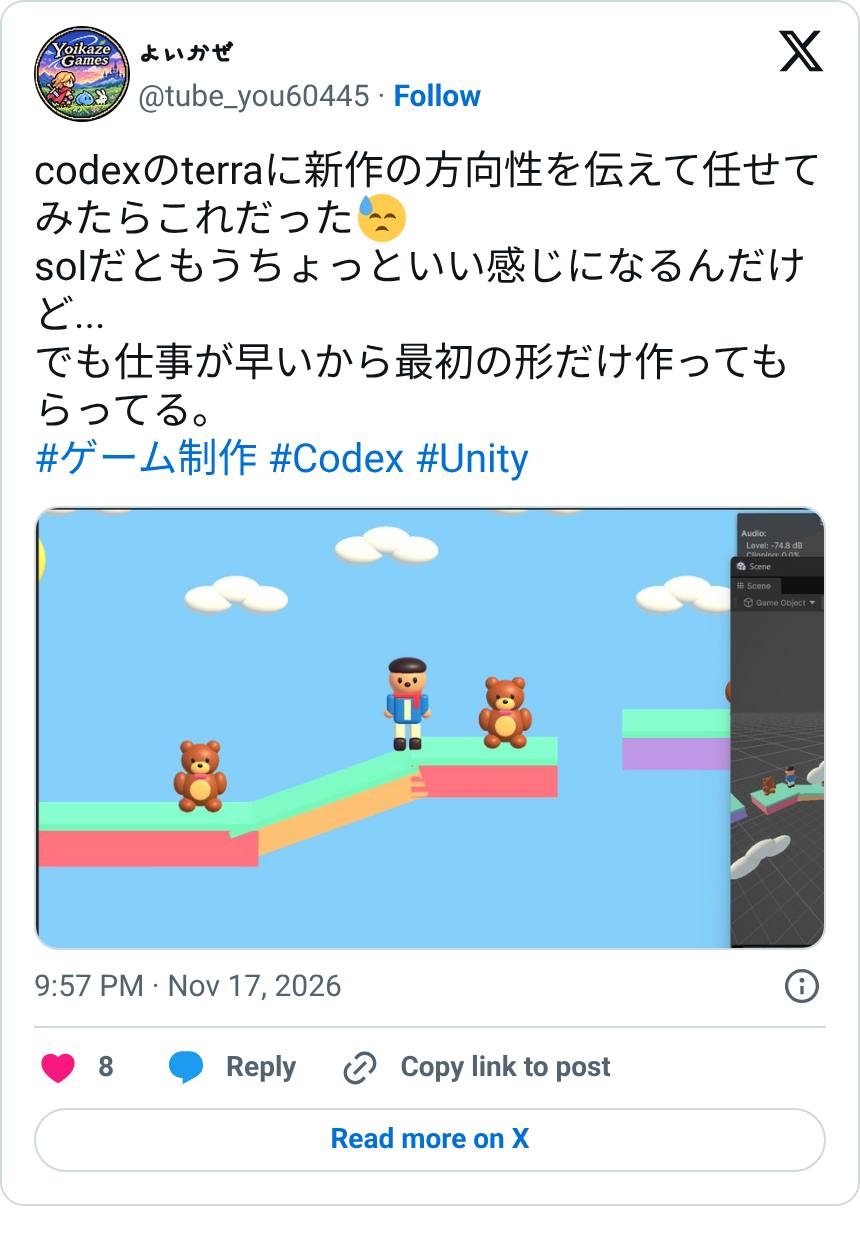 Yoikaze
Games
よいかぜ
@tube_you60445 · Follow
codexのterraに新作の方向性を伝えて任せて
みたらこれだった😓
solだともうちょっといい感じになるんだけ
ど...
でも仕事が早いから最初の形だけ作っても
らってる。
#ゲーム制作 #Codex #Unity
Audio:
Level: -74.8 dB
Clipping: 0.0%
Scene
Scene
Game Object
9:57 PM · Nov 17, 2026
8 Reply Copy link to post
Read more on X